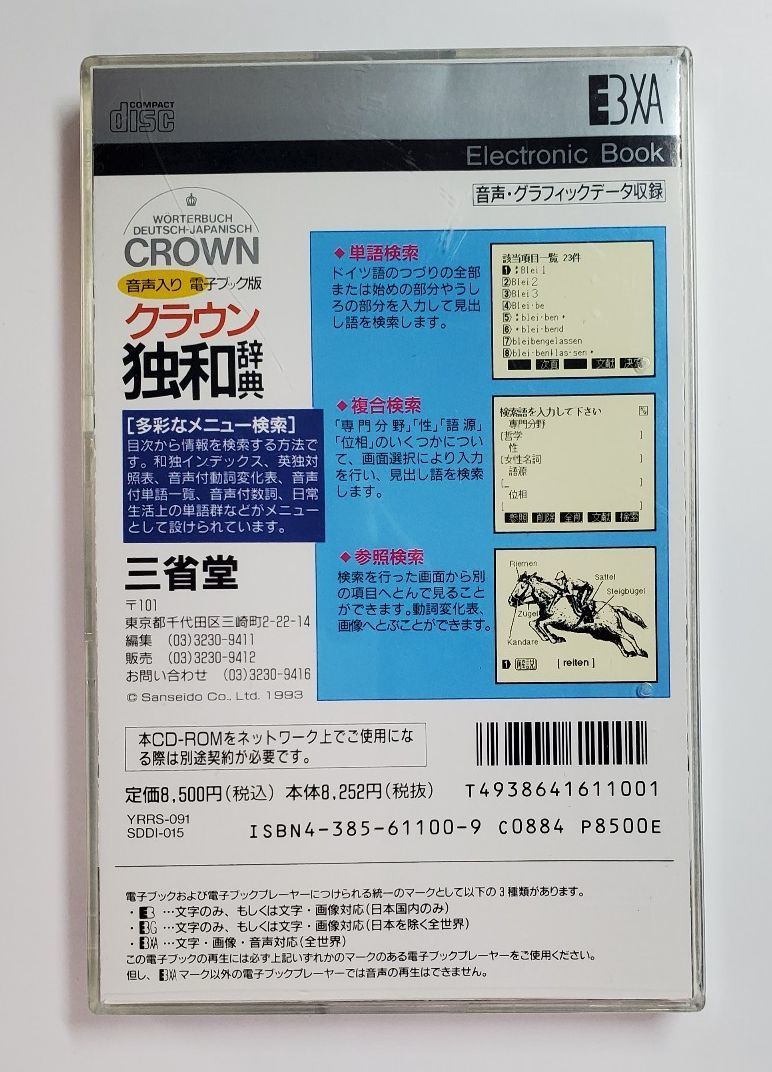 COMPACT
disc
EBXA
Electronic Book
音声・グラフィックデータ収録
WÖRTERBUCH
DEUTSCH-JAPANISCH
CROWN
音声入り 電子ブック版
クラウン
独和辞典
[多彩なメニュー検索]
目次から情報を検索する方法で
す。和独インデックス、英独対
照表、音声付動詞変化表、音声
付単語一覧、音声付数詞、日常
生活上の単語群などがメニュー
として設けられています。
三省堂
〒101
東京都千代田区三崎町2-22-14
編集 (03)3230-9411
販売 (03)3230-9412
お問い合わせ (03)3230-9416
© Sanseido Co., Ltd. 1993
◆単語検索
ドイツ語のつづりの全部
または始めの部分やうし
ろの部分を入力して見出
し語を検索します。
該当項目一覧 23件
1 :Blei1
2 Blei2
3 Blei3
4 Blei·be
5 :blei·ben*
6 *blei·bend
7 bleibengelassen
8 blei·ben‖las·sen*
次頁 文献
◆複合検索
「専門分野」「性」「語源」
「位相」のいくつかについ
て、画面選択により入力
を行い、見出し語を検索
します。
検索語を入力して下さい
専門分野
[哲学 ]
性
[女性名詞 ]
語源
[_ ]
位相
[ ]
参照 削除 全削 文献 検索
◆参照検索
検索を行った画面から別
の項目へとんで見ること
ができます。動詞変化表、
画像へとぶことができます。
Riemen
Sattel
Steigbügel
Zügel
Kandare
1 解説 [reiten]
本CD-ROMをネットワーク上でご使用にな
る際は別途契約が必要です。
T4938641611001
定価8,500円(税込) 本体8,252円(税抜)
YRRS-091
SDDI-015
ISBN4-385-61100-9 C0884 P8500E
電子ブックおよび電子ブックプレーヤーにつけられる統一のマークとして以下の3種類があります。
・EB …文字のみ、もしくは文字・画像対応(日本国内のみ)
・EBG …文字のみ、もしくは文字・画像対応(日本を除く全世界)
・EBXA …文字・画像・音声対応(全世界)
この電子ブックの再生には必ず上記いずれかのマークのある電子ブックプレーヤーをご使用ください。
但し、EBXAマーク以外の電子ブックプレーヤーでは音声の再生はできません。